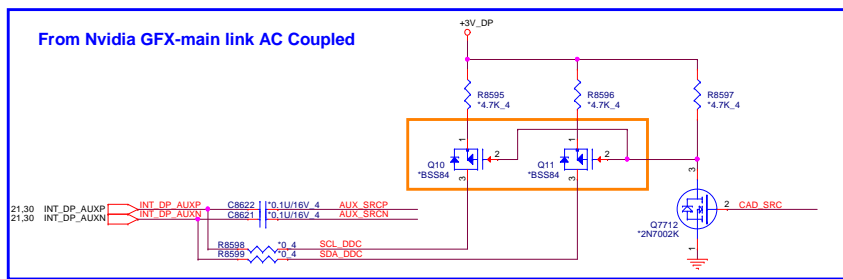 +3V_DP
From Nvidia GFX-main link AC Coupled
R8595
*4.7K_4
R8596
*4.7K_4
R8597
*4.7K_4
1
2
3
Q10
*BSS84
1
2
3
Q11
*BSS84
3
2
1
CAD_SRC
Q7712
*2N7002K
21,30 INT_DP_AUXP
INT_DP_AUXP
C8622
*0.1U/16V_4
AUX_SRCP
21,30 INT_DP_AUXN
INT_DP_AUXN
C8621
*0.1U/16V_4
AUX_SRCN
R8598
*0_4
SCL_DDC
R8599
*0_4
SDA_DDC